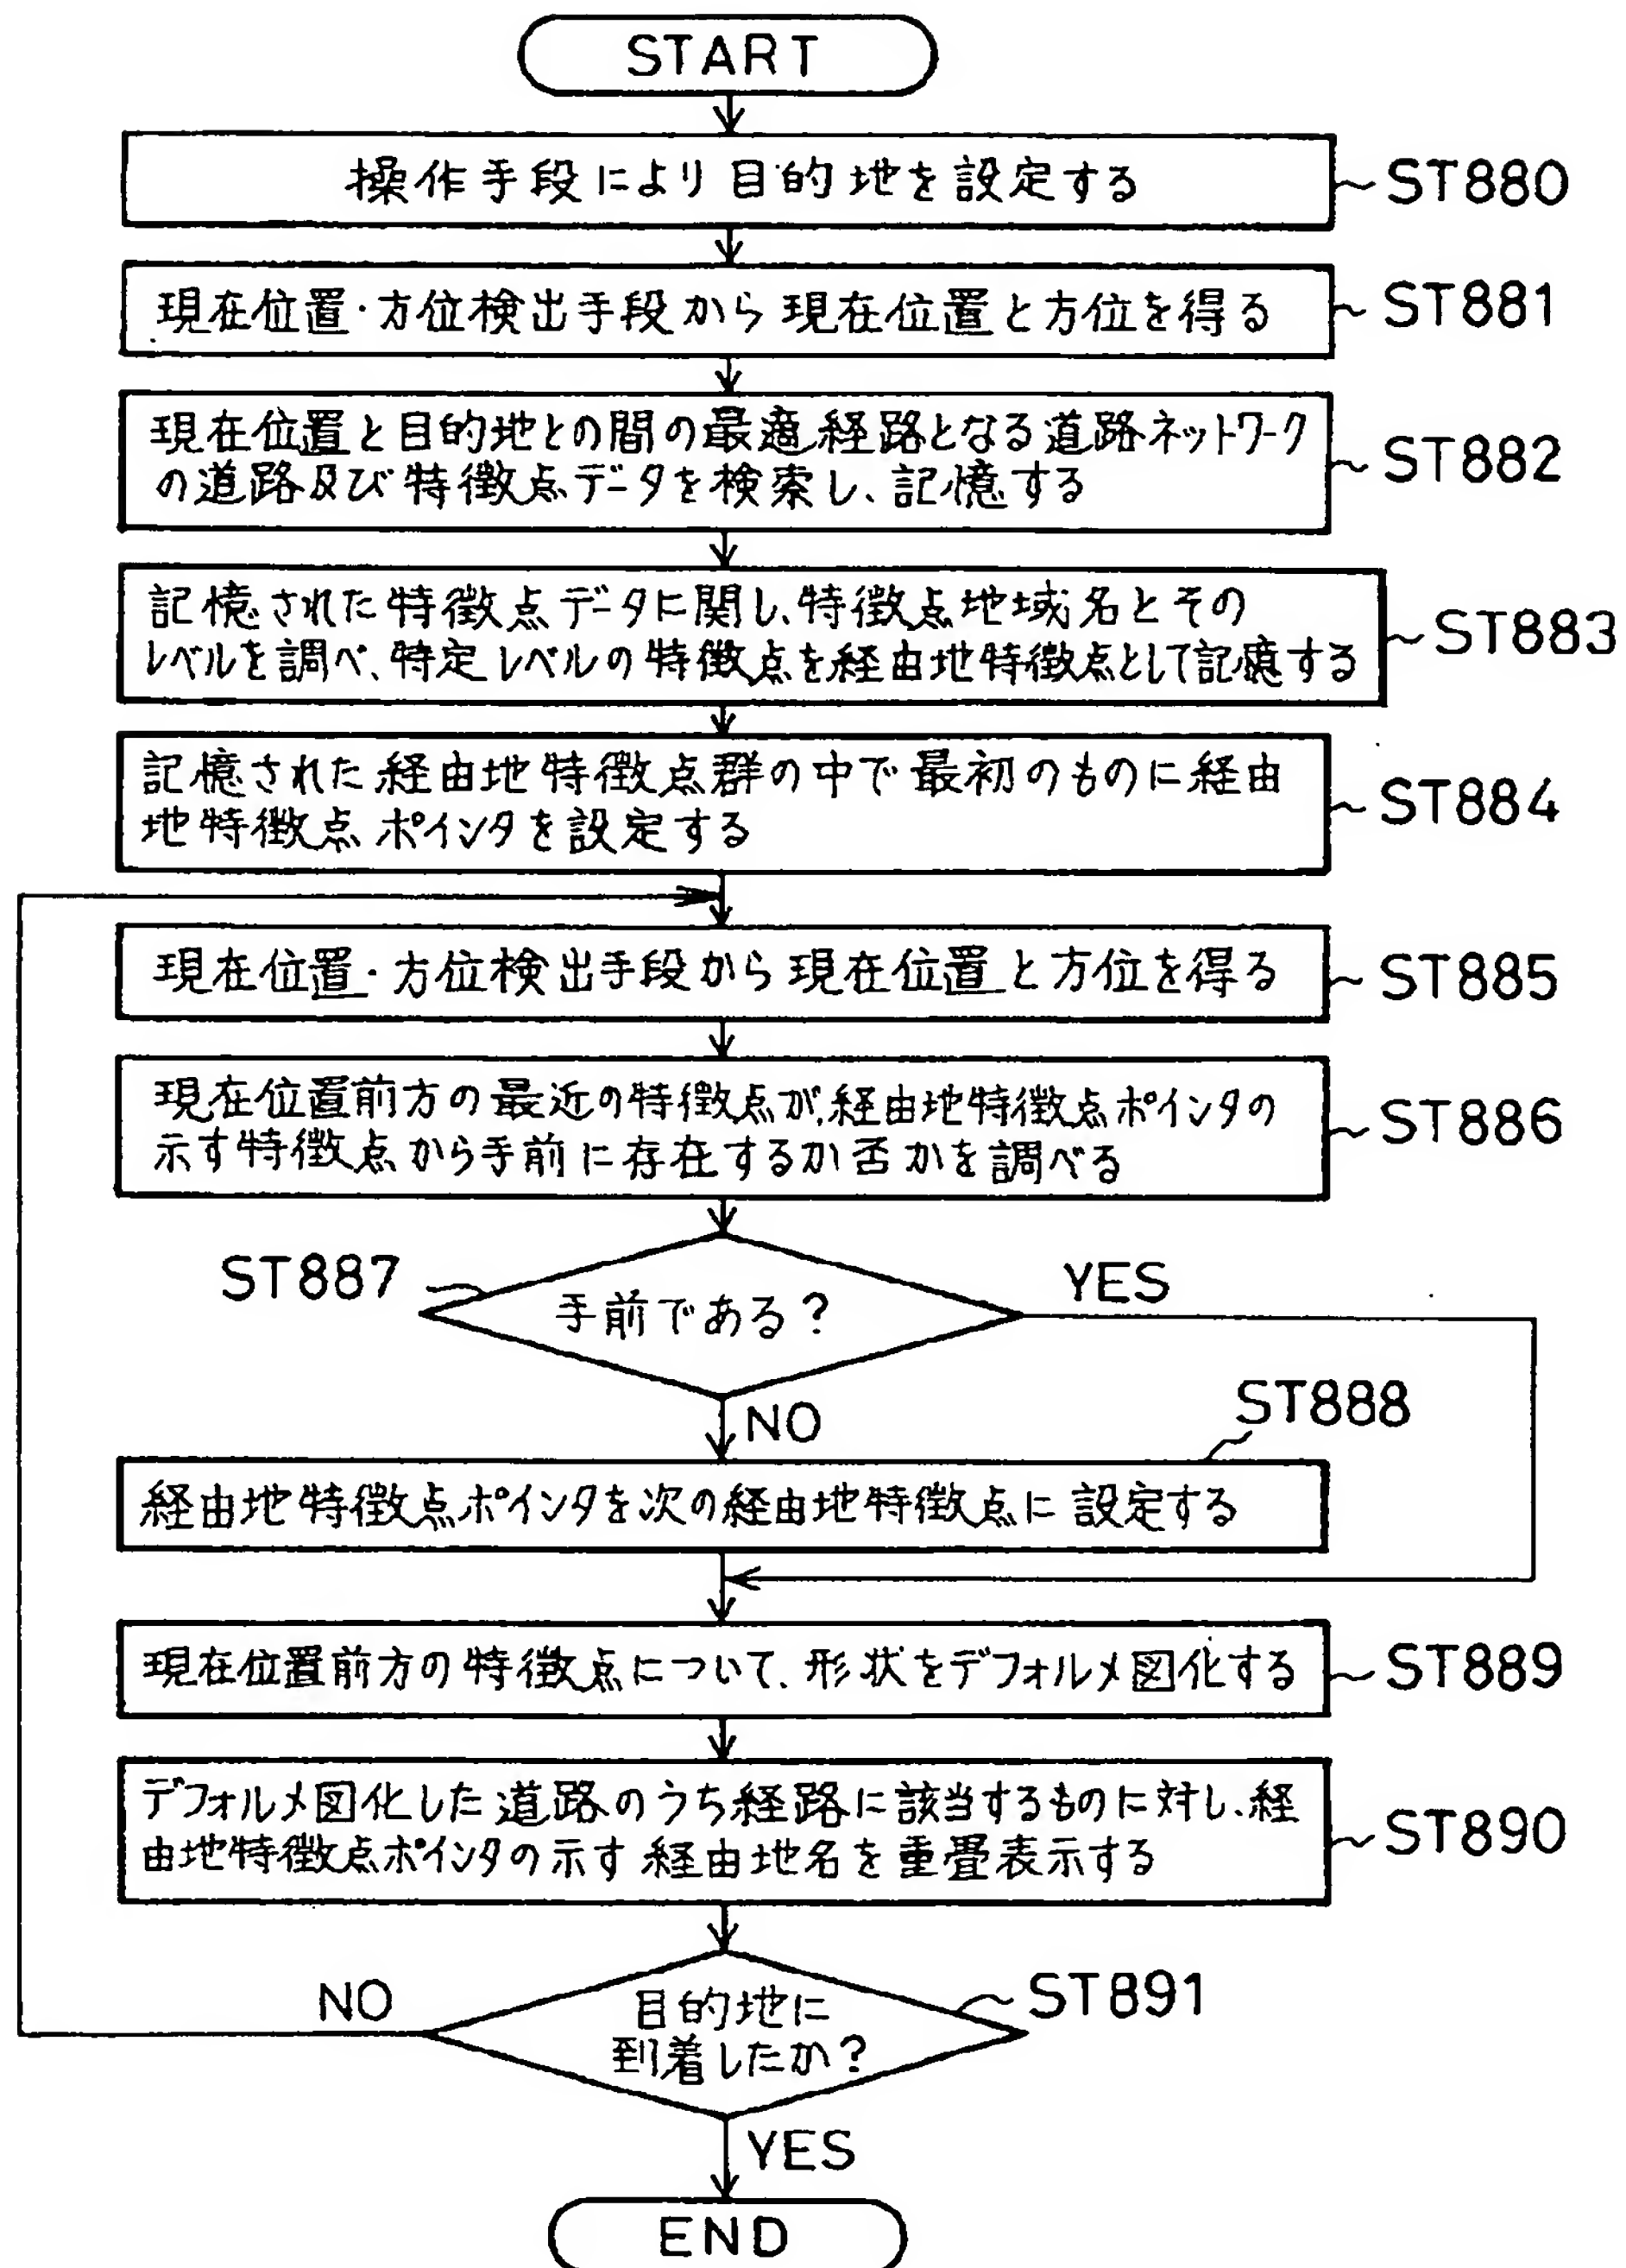 START
操作手段により目的地を設定する
ST880
現在位置・方位検出手段から現在位置と方位を得る
ST881
現在位置と目的地との間の最適経路となる道路ネットワーク
の道路及び特徴点データを検索し、記憶する
ST882
記憶された特徴点データに関し、特徴点地域名とその
レベルを調べ、特定レベルの特徴点を経由地特徴点として記憶する
ST883
記憶された経由地特徴点群の中で最初のものに経由
地特徴点ポインタを設定する
ST884
現在位置・方位検出手段から現在位置と方位を得る
ST885
現在位置前方の最近の特徴点が、経由地特徴点ポインタの
示す特徴点から手前に存在するか否かを調べる
ST886
ST887
手前である?
YES
NO
ST888
経由地特徴点ポインタを次の経由地特徴点に設定する
現在位置前方の特徴点について、形状をデフォルメ図化する
ST889
デフォルメ図化した道路のうち経路に該当するものに対し、経
由地特徴点ポインタの示す経由地名を重畳表示する
ST890
NO
目的地に
到着したか?
ST891
YES
END